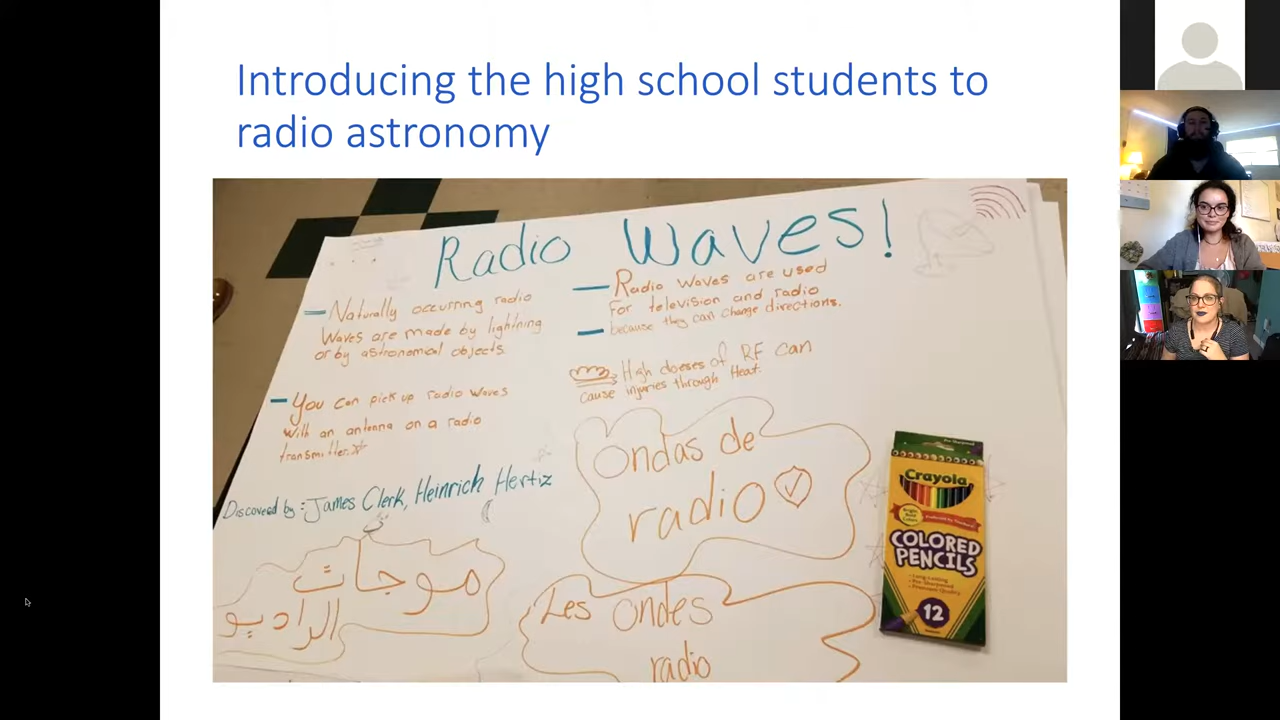 Introducing the high school students to
radio astronomy
Radio Waves!
Naturally occurring radio
Waves are made by lightning
or by astronomical objects.
You can pick up radio waves
with an antenna on a radio
Discovered by: James Clerk, Heinrich Hertiz
موجات
الراديو
Radio Waves are used
For television and radio
because they can change directions.
High doeses of RF can
cause injuries through Heat.
Ondas de
radio
Les ondes
radio
Crayola
COLORED
PENCILS
12